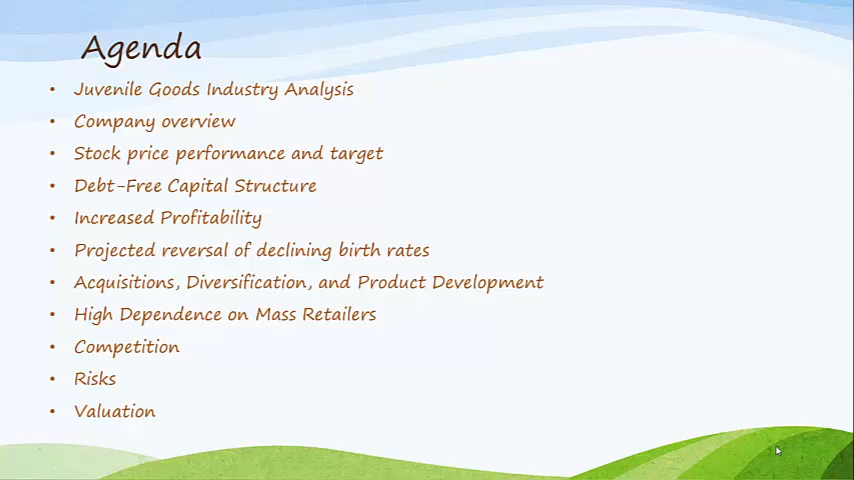 Agenda
• Juvenile Goods Industry Analysis
• Company overview
• Stock price performance and target
• Debt-Free Capital Structure
• Increased Profitability
• Projected reversal of declining birth rates
• Acquisitions, Diversification, and Product Development
• High Dependence on Mass Retailers
• Competition
• Risks
• Valuation